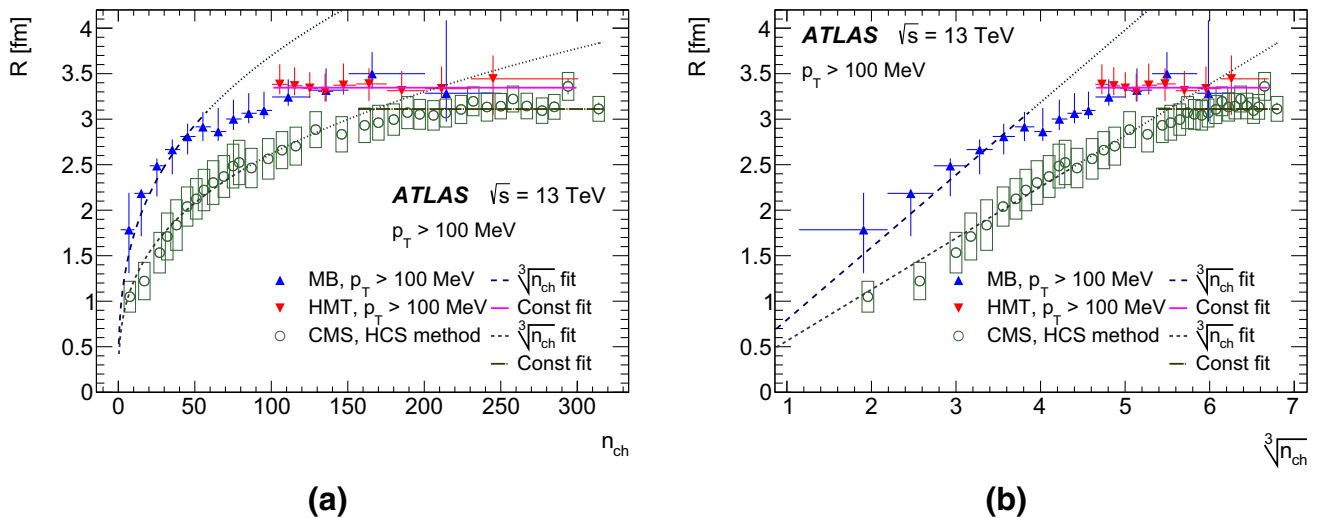 R [fm]
4
3.5
3
2.5
2
1.5
1
0.5
0
0 50 100 150 200 250 300
n_ch
ATLAS √s = 13 TeV
p_T > 100 MeV
MB, p_T > 100 MeV
HMT, p_T > 100 MeV
CMS, HCS method
∛n_ch fit
Const fit
∛n_ch fit
Const fit
(a)
R [fm]
4
3.5
3
2.5
2
1.5
1
0.5
0
1 2 3 4 5 6 7
∛n_ch
ATLAS √s = 13 TeV
p_T > 100 MeV
MB, p_T > 100 MeV
HMT, p_T > 100 MeV
CMS, HCS method
∛n_ch fit
Const fit
∛n_ch fit
Const fit
(b)